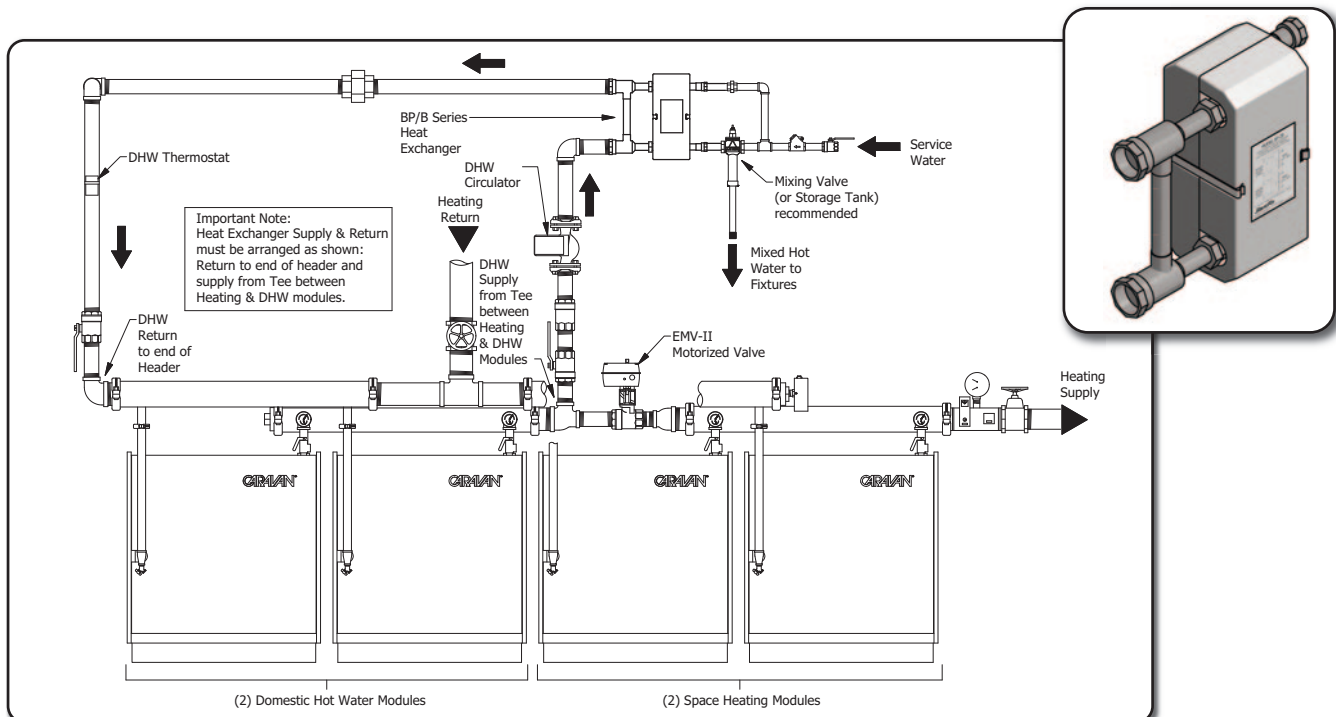 BP/B Series
Heat
Exchanger
DHW Thermostat
DHW
Circulator
Service
Water
Heating
Return
Mixing Valve
(or Storage Tank)
recommended
Important Note:
Heat Exchanger Supply & Return
must be arranged as shown:
Return to end of header and
supply from Tee between
Heating & DHW modules.
Mixed Hot
Water to
Fixtures
DHW
Supply
from Tee
between
Heating
& DHW
Modules
DHW
Return
to end of
Header
EMV-II
Motorized Valve
Heating
Supply
CARAVAN
CARAVAN
CARAVAN
CARAVAN
(2) Domestic Hot Water Modules
(2) Space Heating Modules